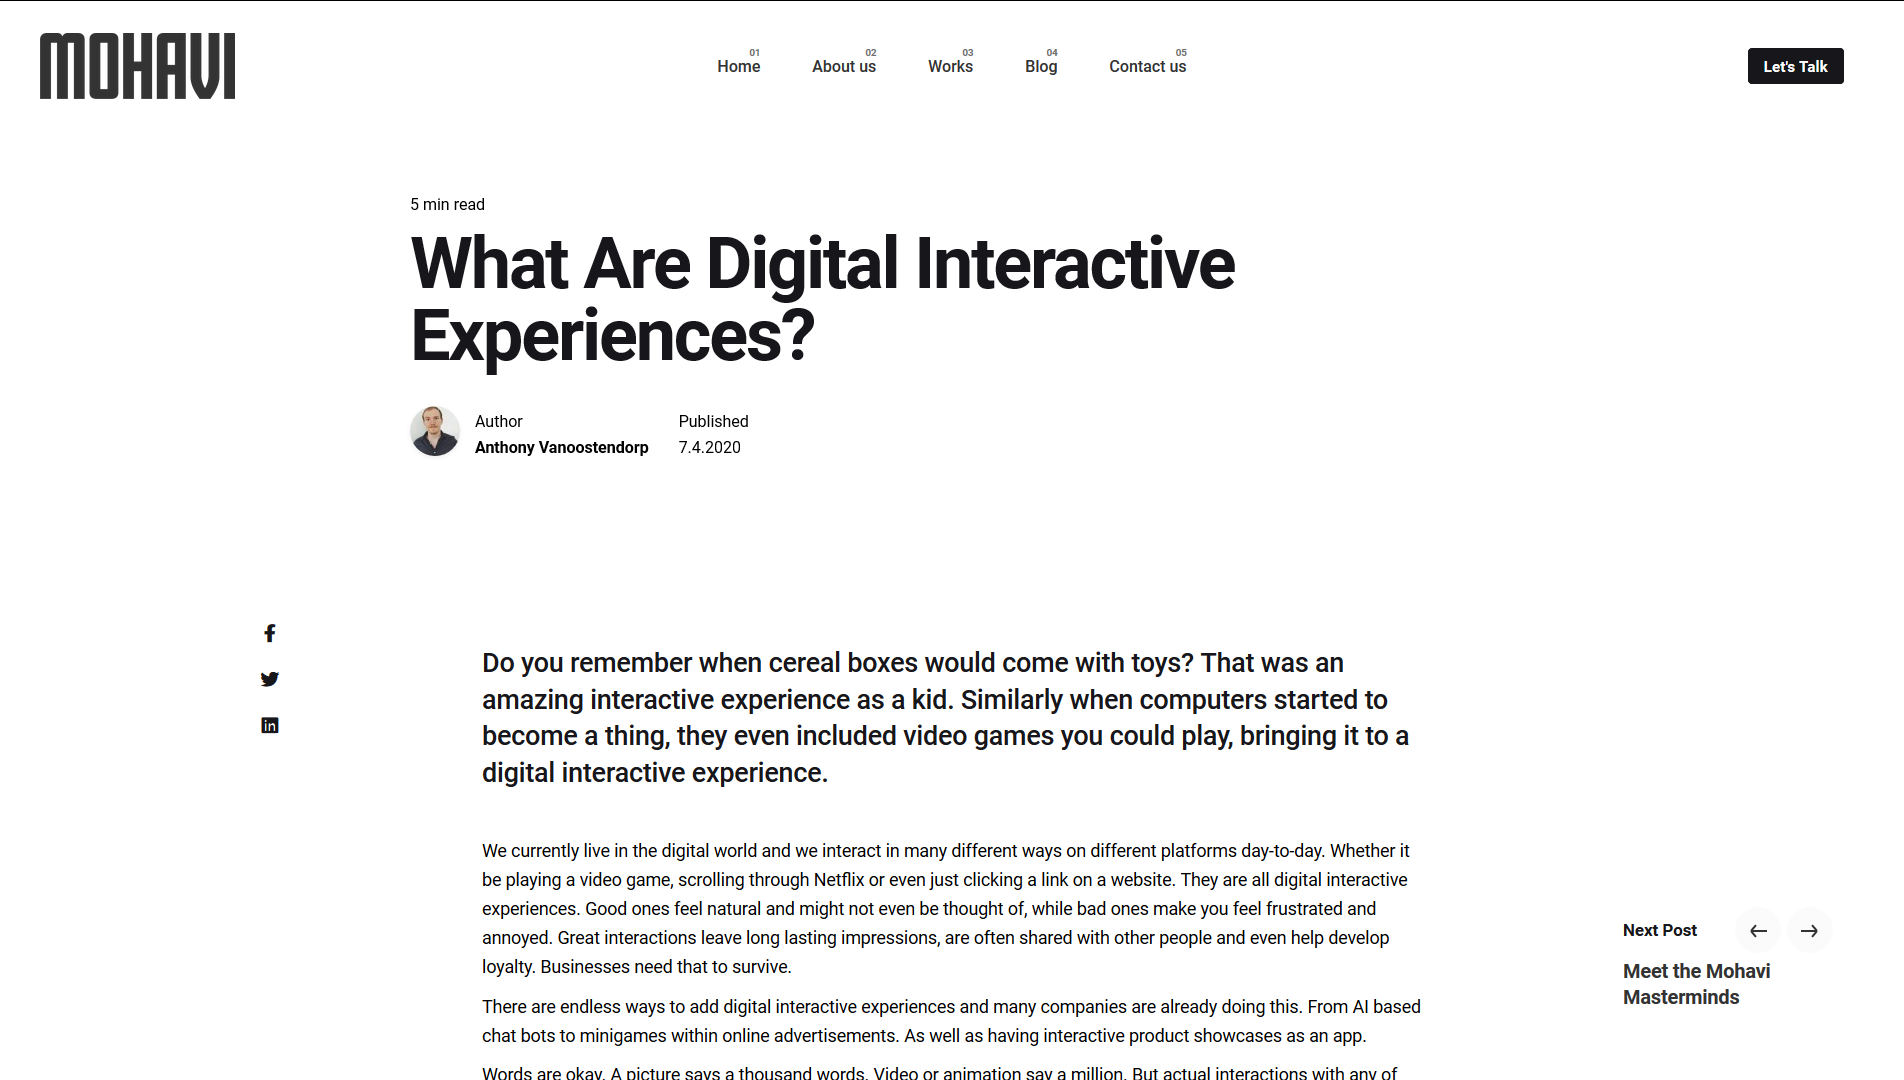 MOHAVI
01
Home
02
About us
03
Works
04
Blog
05
Contact us
Let's Talk
5 min read
What Are Digital Interactive
Experiences?
Author
Anthony Vanoostendorp
Published
7.4.2020
Do you remember when cereal boxes would come with toys? That was an
amazing interactive experience as a kid. Similarly when computers started to
become a thing, they even included video games you could play, bringing it to a
digital interactive experience.
We currently live in the digital world and we interact in many different ways on different platforms day-to-day. Whether it
be playing a video game, scrolling through Netflix or even just clicking a link on a website. They are all digital interactive
experiences. Good ones feel natural and might not even be thought of, while bad ones make you feel frustrated and
annoyed. Great interactions leave long lasting impressions, are often shared with other people and even help develop
loyalty. Businesses need that to survive.
There are endless ways to add digital interactive experiences and many companies are already doing this. From AI based
chat bots to minigames within online advertisements. As well as having interactive product showcases as an app.
Words are okay. A picture says a thousand words. Video or animation say a million. But actual interactions with any of
Next Post
Meet the Mohavi
Masterminds